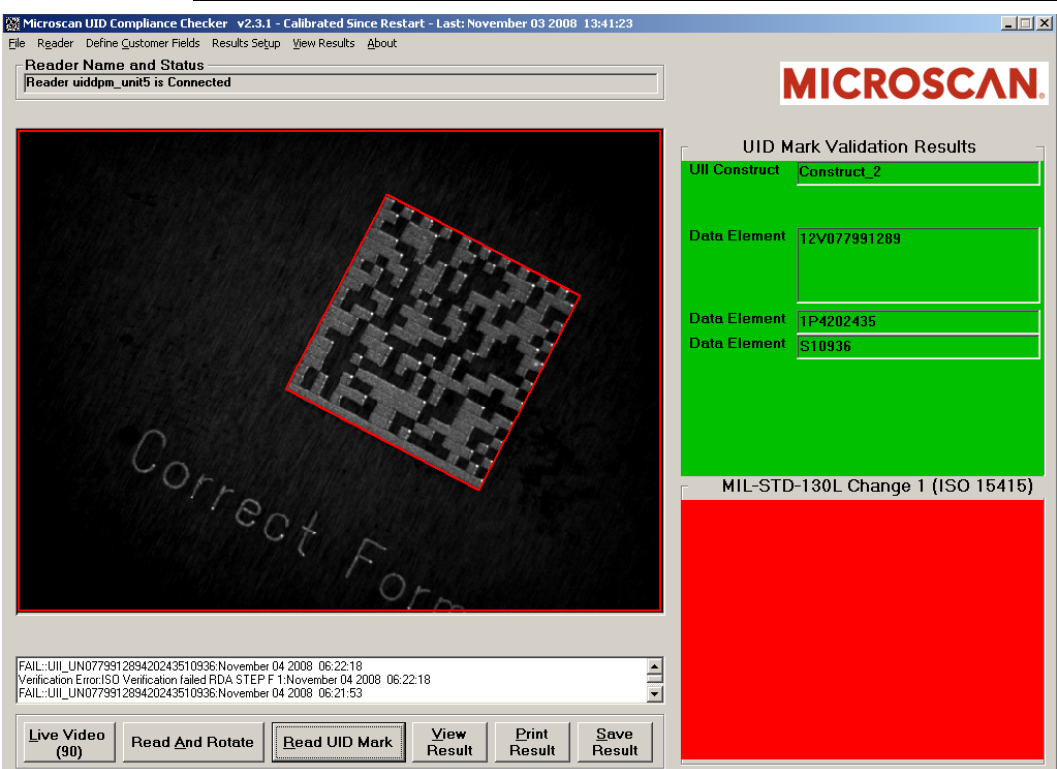 Microscan UID Compliance Checker v2.3.1 - Calibrated Since Restart - Last: November 03 2008 13:41:23
File Reader Define Customer Fields Results Setup View Results About
Reader Name and Status
Reader uiddpm_unit5 is Connected
MICROSCAN.
UID Mark Validation Results
UII Construct Construct_2
Data Element 12V077991289
Data Element 1P4202435
Data Element S10936
Correct Form
MIL-STD-130L Change 1 (ISO 15415)
FAIL::UII_UN077991289420243510936:November 04 2008 06:22:18
Verification Error:ISO Verification failed RDA STEP F 1:November 04 2008 06:22:18
FAIL::UII_UN077991289420243510936:November 04 2008 06:21:53
Live Video (90)
Read And Rotate
Read UID Mark
View Result
Print Result
Save Result